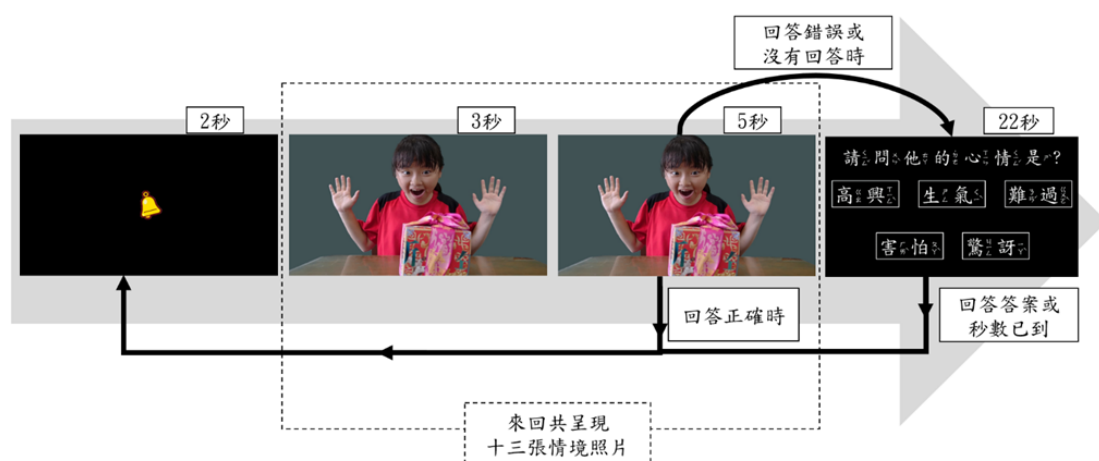 回答錯誤或
沒有回答時
2秒
3秒
5秒
22秒
請問他的心情是?
高興 生氣 難過
害怕 驚訝
回答正確時
回答答案或
秒數已到
來回共呈現
十三張情境照片